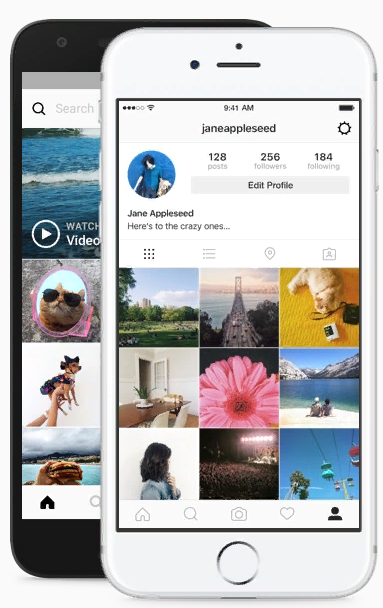 Search
WATCH
Video
9:41 AM
janeappleseed
128
posts
256
followers
184
following
Edit Profile
Jane Appleseed
Here's to the crazy ones...